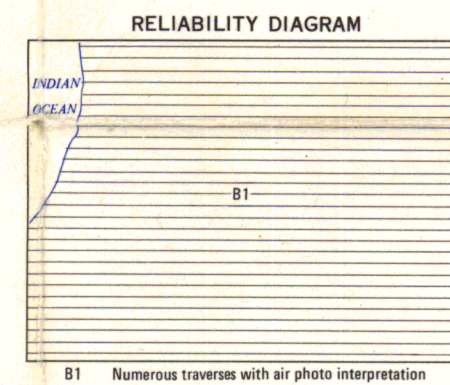 RELIABILITY DIAGRAM
INDIAN
OCEAN
B1
B1 Numerous traverses with air photo interpretation